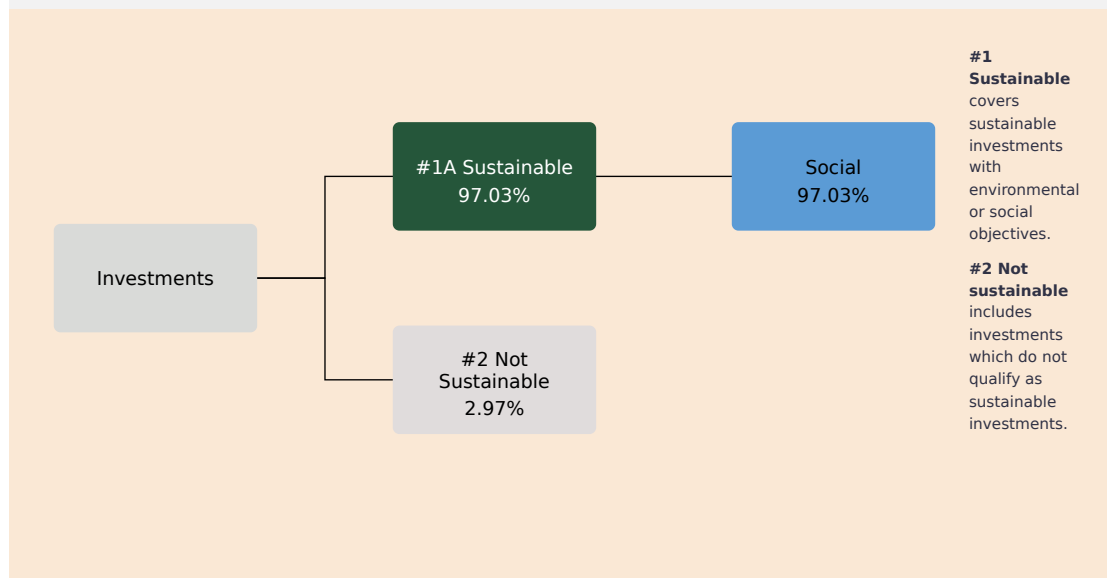 Investments
#1A Sustainable
97.03%
Social
97.03%
#2 Not
Sustainable
2.97%
#1
Sustainable
covers
sustainable
investments
with
environmental
or social
objectives.
#2 Not
sustainable
includes
investments
which do not
qualify as
sustainable
investments.